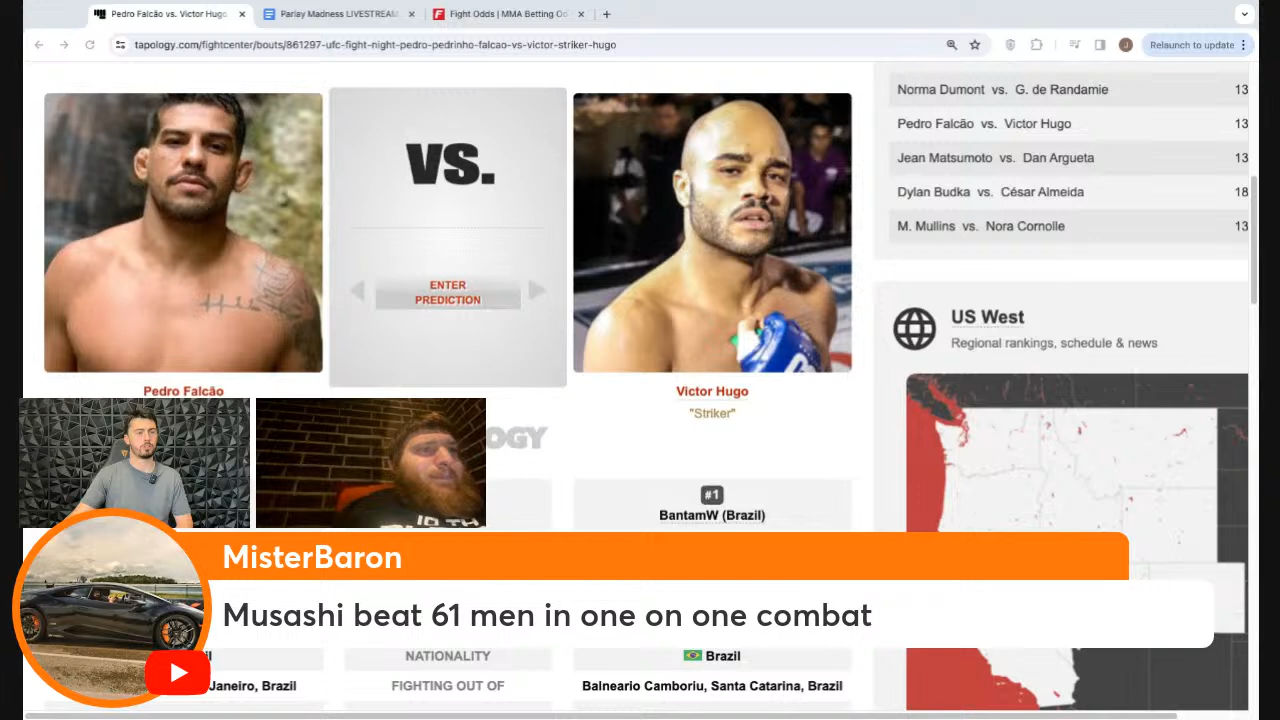 Pedro Falcão vs. Victor Hugo,
Parlay Madness LIVESTREAM
Fight Odds | MMA Betting Od
tapology.com/fightcenter/bouts/861297-ufc-fight-night-pedro-pedrinho-falcao-vs-victor-striker-hugo
Relaunch to update
VS.
ENTER
PREDICTION
Pedro Falcão
Victor Hugo
"Striker"
OGY
#1
BantamW (Brazil)
Norma Dumont vs. G. de Randamie 13
Pedro Falcão vs. Victor Hugo 13
Jean Matsumoto vs. Dan Argueta 13
Dylan Budka vs. César Almeida 18
M. Mullins vs. Nora Cornolle 13
US West
Regional rankings, schedule & news
10 TH
MisterBaron
Musashi beat 61 men in one on one combat
il NATIONALITY Brazil
Janeiro, Brazil FIGHTING OUT OF Balneario Camboriu, Santa Catarina, Brazil